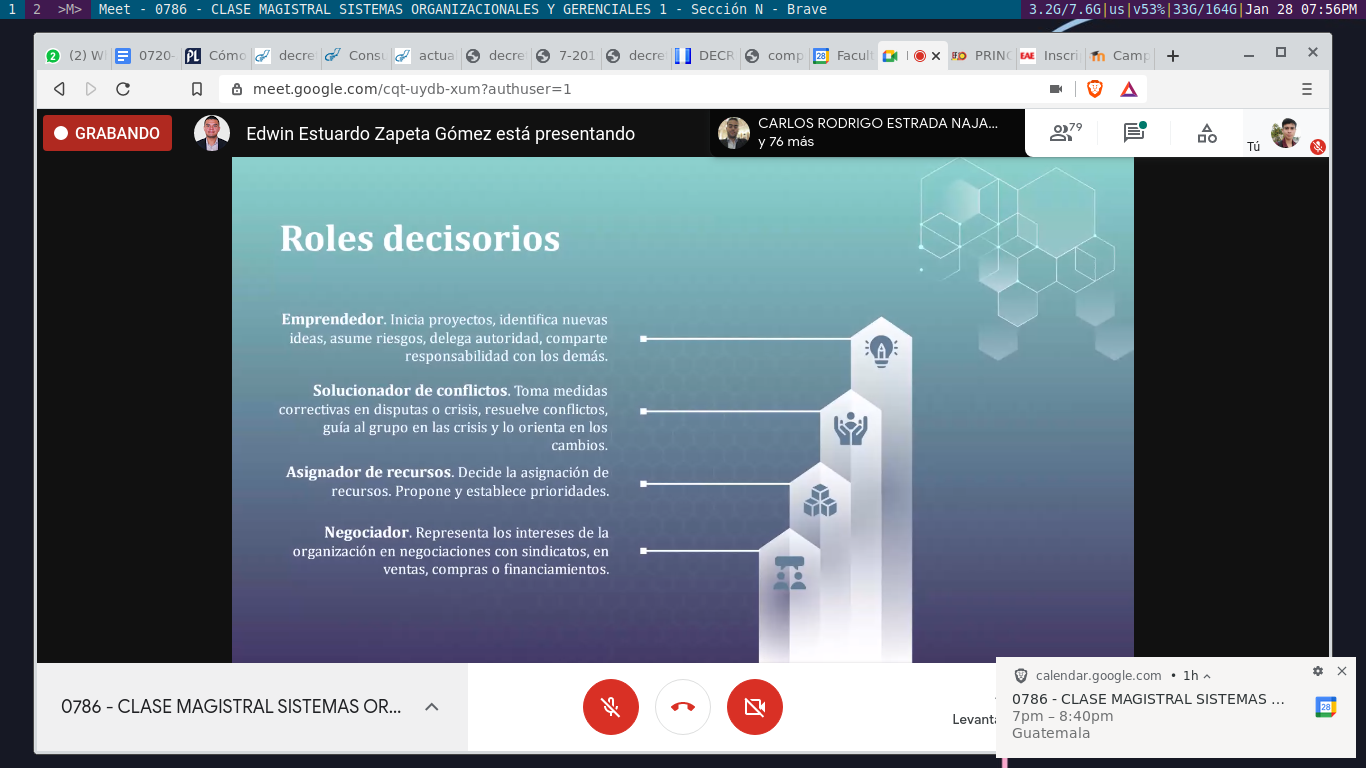 1 2 >M> Meet - 0786 - CLASE MAGISTRAL SISTEMAS ORGANIZACIONALES Y GERENCIALES 1 - Sección N - Brave 3.2G/7.6G|us|v53%|33G/164G|Jan 28 07:56PM
(2) W 0720- Cómo decre Consu actua decre 7-201 decre DECR comp Facult PRIN Inscri Camp
meet.google.com/cqt-uydb-xum?authuser=1
GRABANDO
Edwin Estuardo Zapeta Gómez está presentando
CARLOS RODRIGO ESTRADA NAJA...
y 76 más
79
Tú
Roles decisorios
Emprendedor. Inicia proyectos, identifica nuevas
ideas, asume riesgos, delega autoridad, comparte
responsabilidad con los demás.
Solucionador de conflictos. Toma medidas
correctivas en disputas o crisis, resuelve conflictos,
guía al grupo en las crisis y lo orienta en los
cambios.
Asignador de recursos. Decide la asignación de
recursos. Propone y establece prioridades.
Negociador. Representa los intereses de la
organización en negociaciones con sindicatos, en
ventas, compras o financiamientos.
0786 - CLASE MAGISTRAL SISTEMAS OR...
Levanta
calendar.google.com • 1h
0786 - CLASE MAGISTRAL SISTEMAS ...
7pm – 8:40pm
Guatemala
28